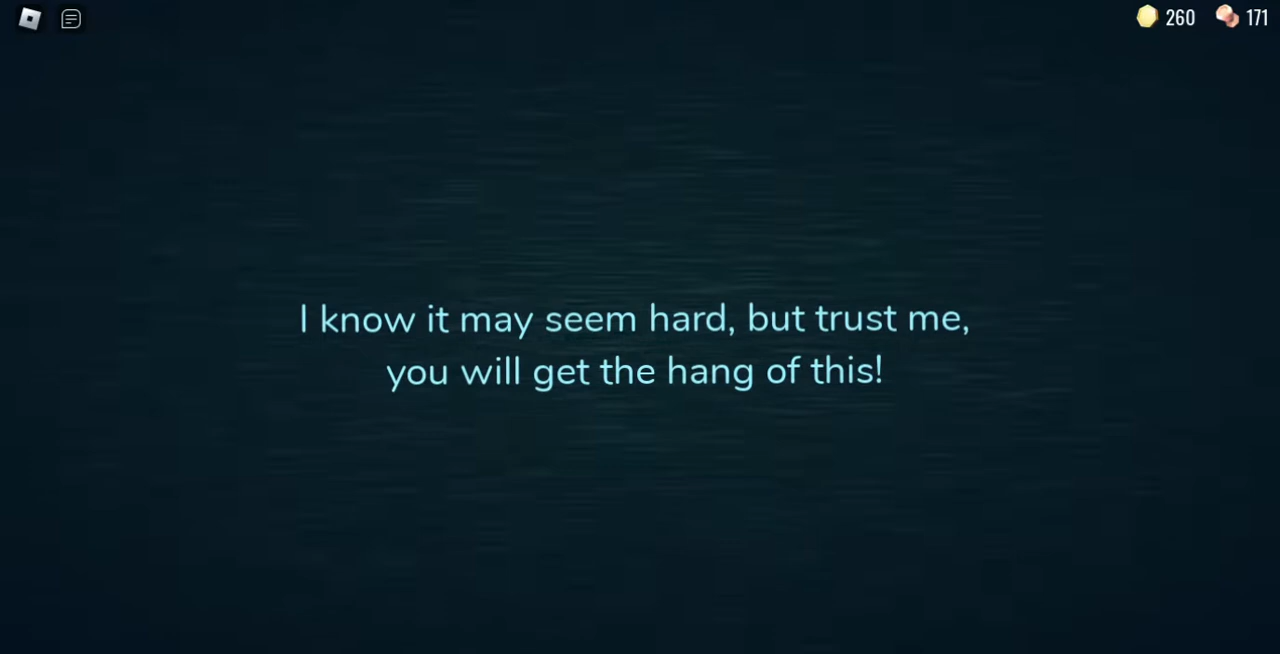 260 171
I know it may seem hard, but trust me,
you will get the hang of this!